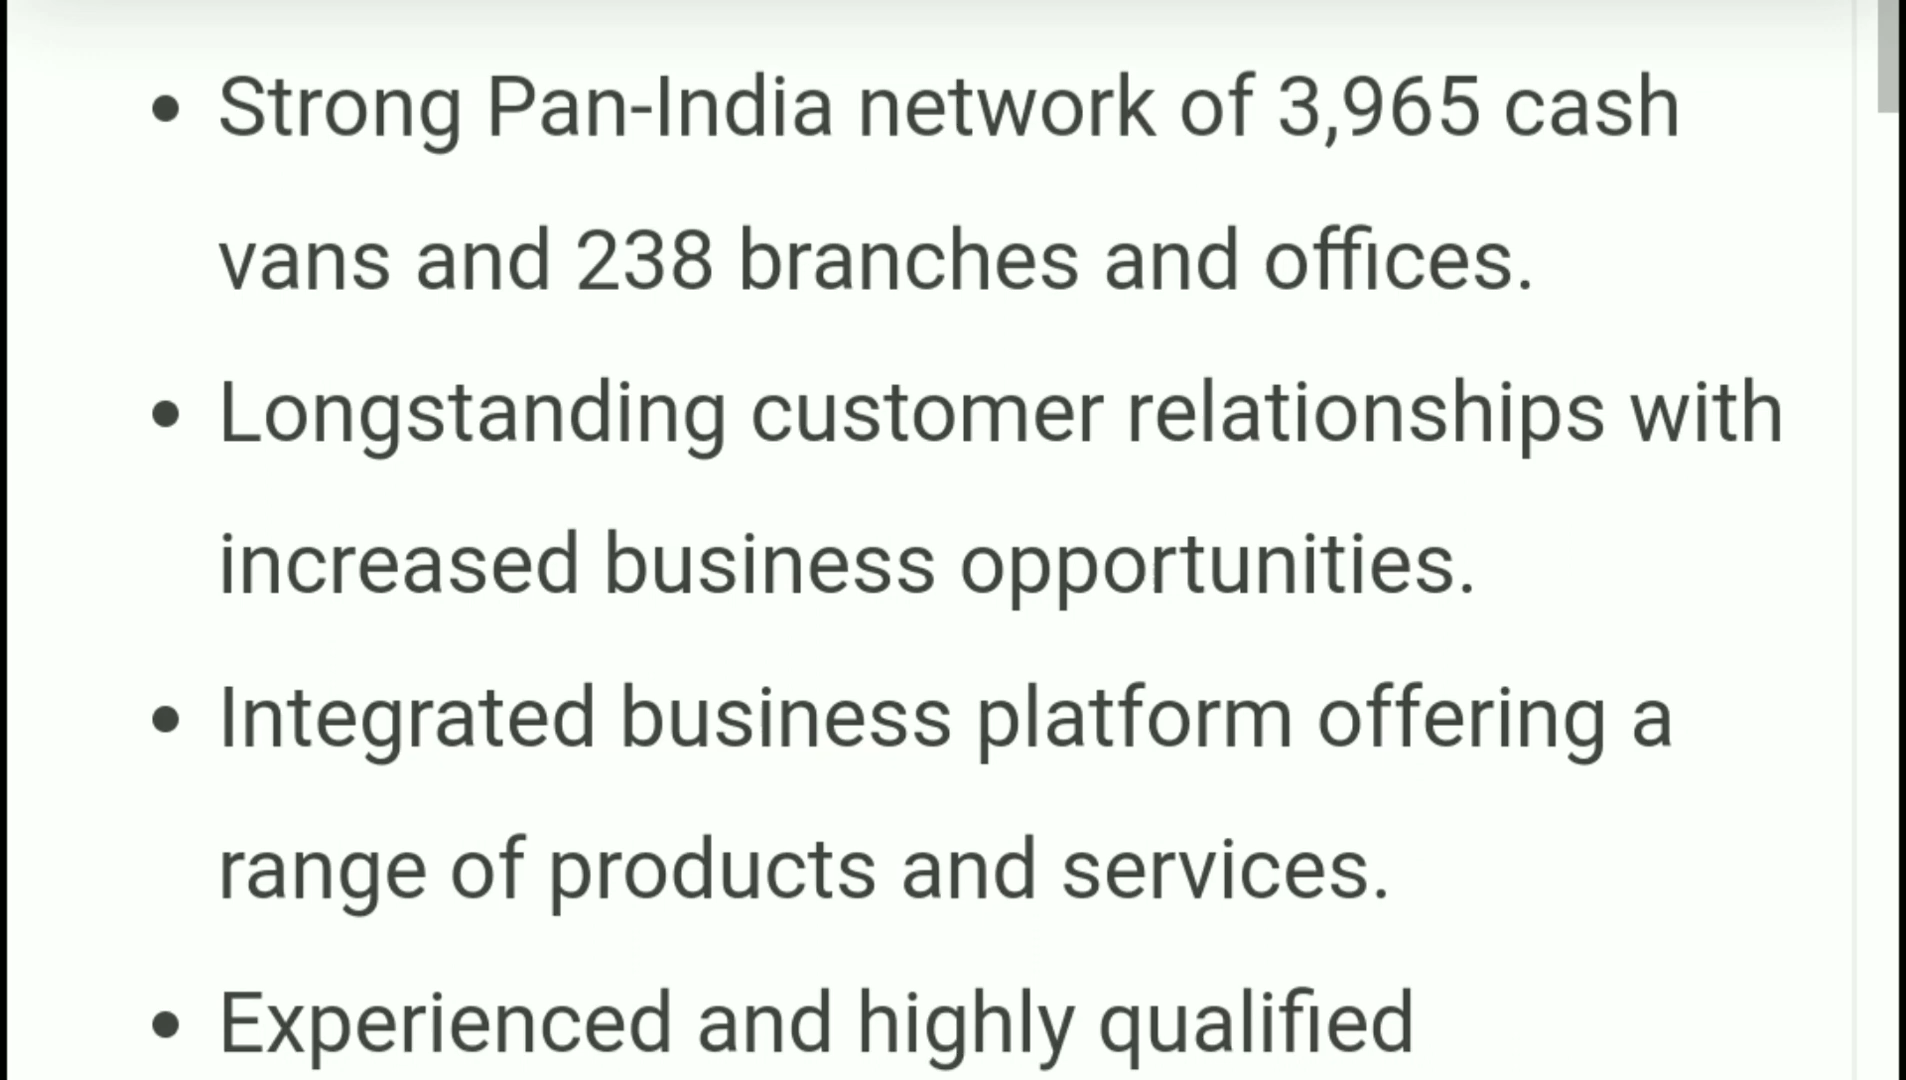 • Strong Pan-India network of 3,965 cash
vans and 238 branches and offices.
• Longstanding customer relationships with
increased business opportunities.
• Integrated business platform offering a
range of products and services.
• Experienced and highly qualified